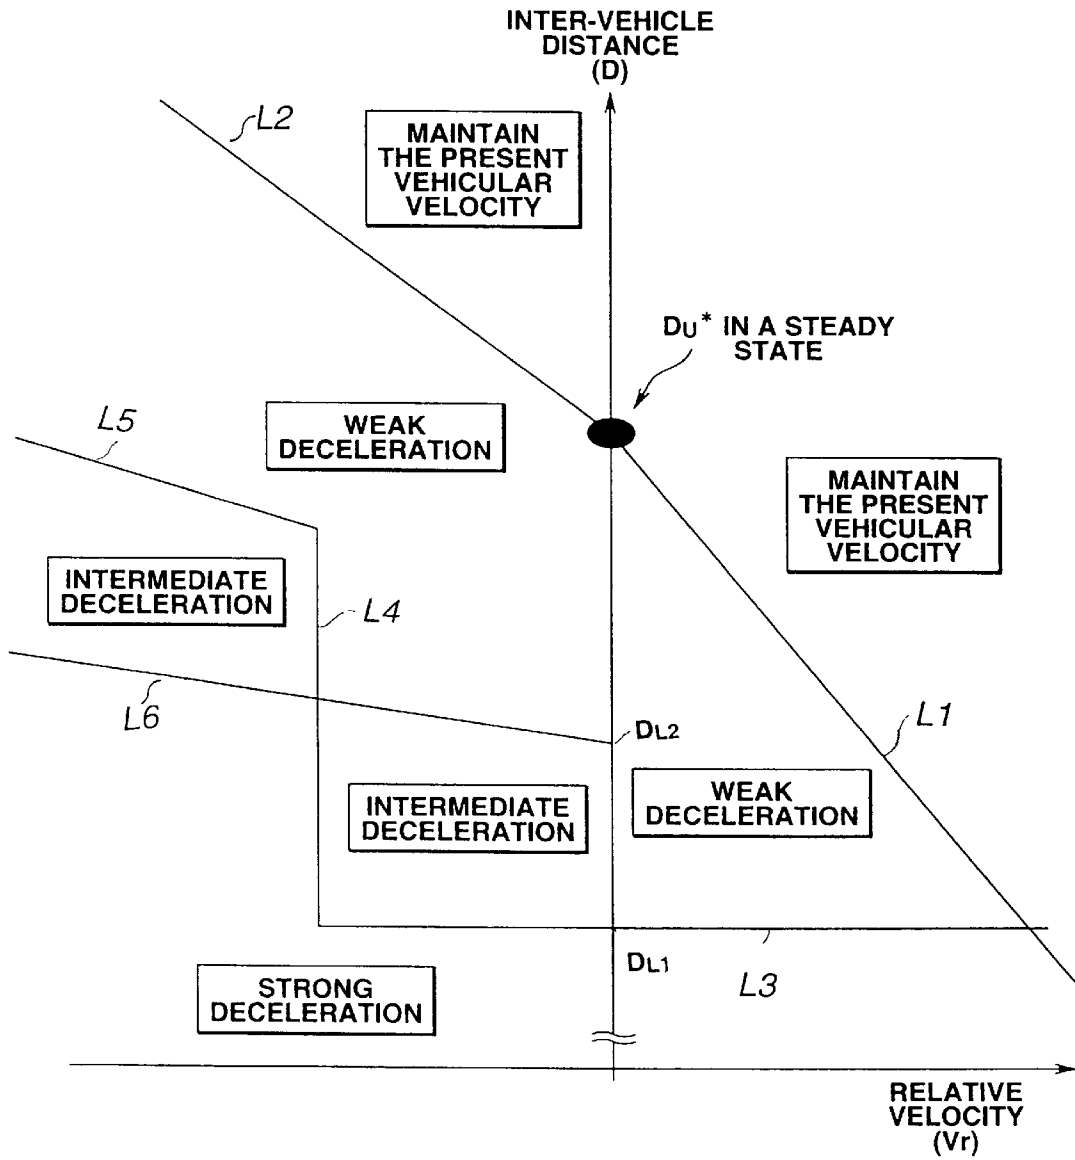 INTER-VEHICLE
DISTANCE
(D)
L2
MAINTAIN
THE PRESENT
VEHICULAR
VELOCITY
DU* IN A STEADY
STATE
L5
WEAK
DECELERATION
MAINTAIN
THE PRESENT
VEHICULAR
VELOCITY
INTERMEDIATE
DECELERATION
L4
L6
DL2
L1
INTERMEDIATE
DECELERATION
WEAK
DECELERATION
DL1
L3
STRONG
DECELERATION
RELATIVE
VELOCITY
(Vr)